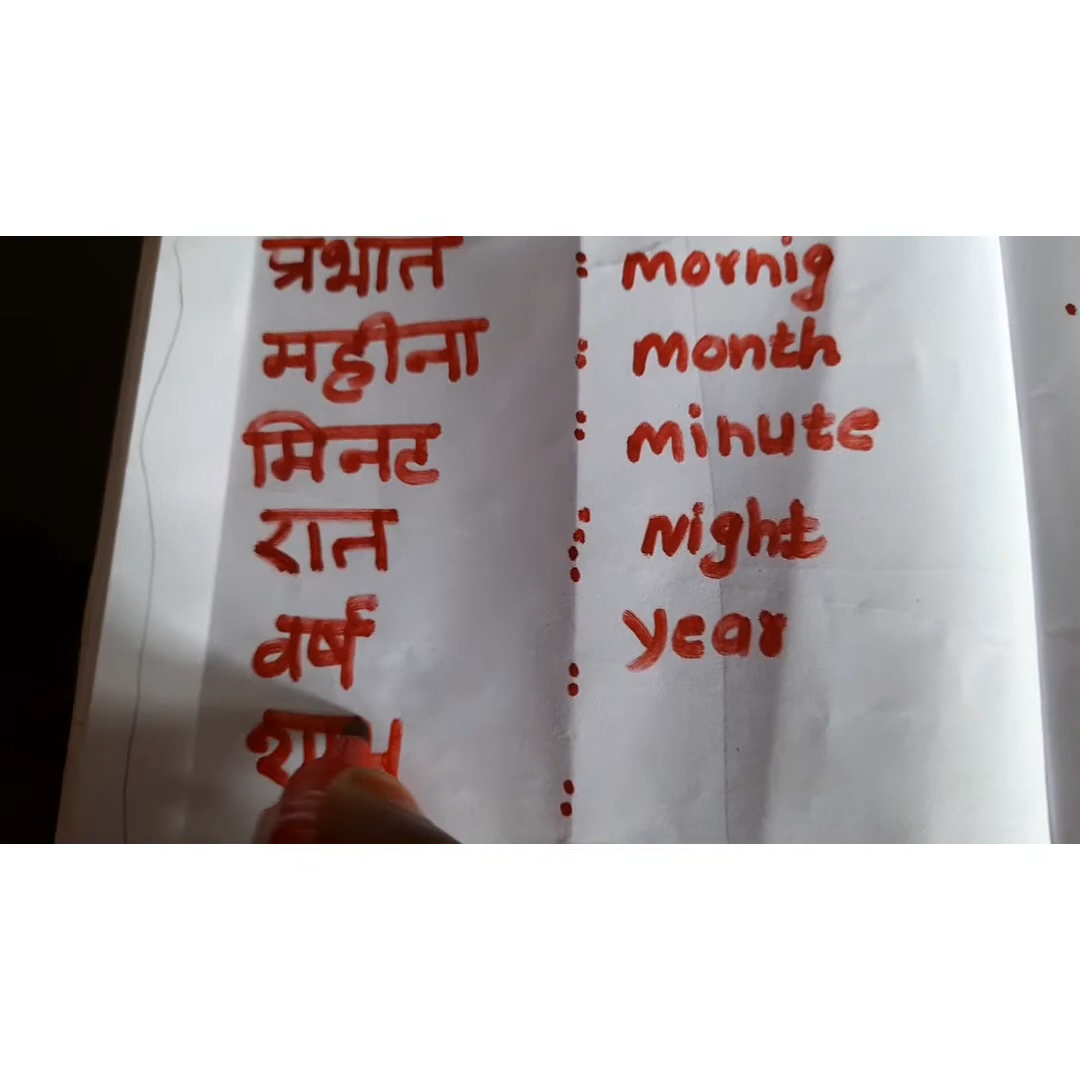 प्रभात : mornig
महीना : month
मिनट : minute
रात : Night
वर्ष : year
शाम :